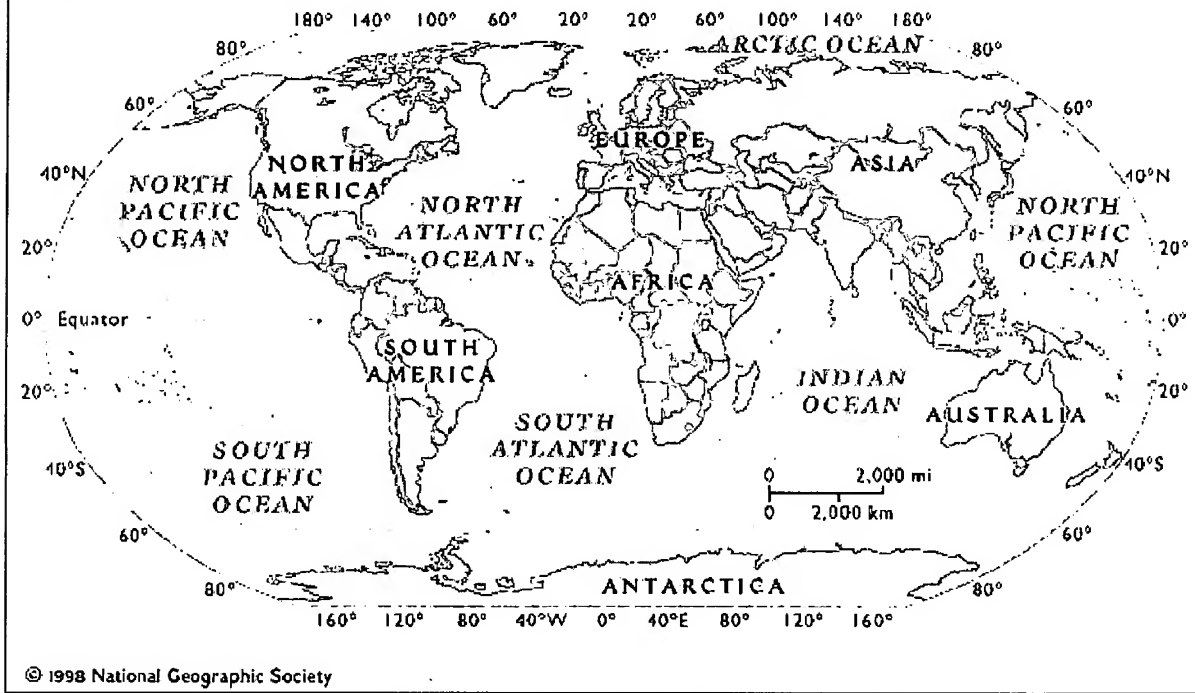 180° 140° 100° 60° 20° 20° 60° 100° 140° 180°
80° ARCTIC OCEAN 80°
60° 60°
EUROPE
NORTH AMERICA
ASIA
40°N 40°N
NORTH PACIFIC OCEAN
NORTH ATLANTIC OCEAN
NORTH PACIFIC OCEAN
20° 20°
AFRICA
0° Equator 0°
SOUTH AMERICA
INDIAN OCEAN
20° 20°
AUSTRALIA
SOUTH ATLANTIC OCEAN
SOUTH PACIFIC OCEAN
40°S 40°S
0 2,000 mi
0 2,000 km
60° 60°
80° ANTARCTICA 80°
160° 120° 80° 40°W 0° 40°E 80° 120° 160°
© 1998 National Geographic Society